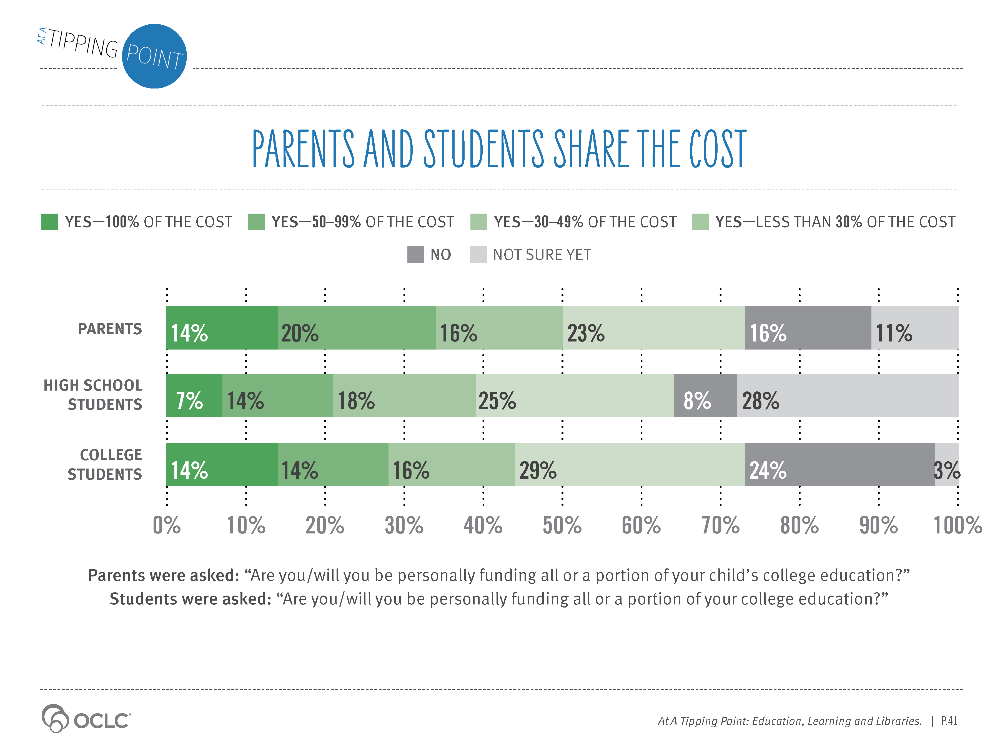 AT A TIPPING POINT
PARENTS AND STUDENTS SHARE THE COST
YES—100% OF THE COST YES—50–99% OF THE COST YES—30–49% OF THE COST YES—LESS THAN 30% OF THE COST
NO NOT SURE YET
PARENTS 14% 20% 16% 23% 16% 11%
HIGH SCHOOL
STUDENTS 7% 14% 18% 25% 8% 28%
COLLEGE
STUDENTS 14% 14% 16% 29% 24% 3%
0% 10% 20% 30% 40% 50% 60% 70% 80% 90% 100%
Parents were asked: “Are you/will you be personally funding all or a portion of your child’s college education?”
Students were asked: “Are you/will you be personally funding all or a portion of your college education?”
OCLC
At A Tipping Point: Education, Learning and Libraries. | P.41